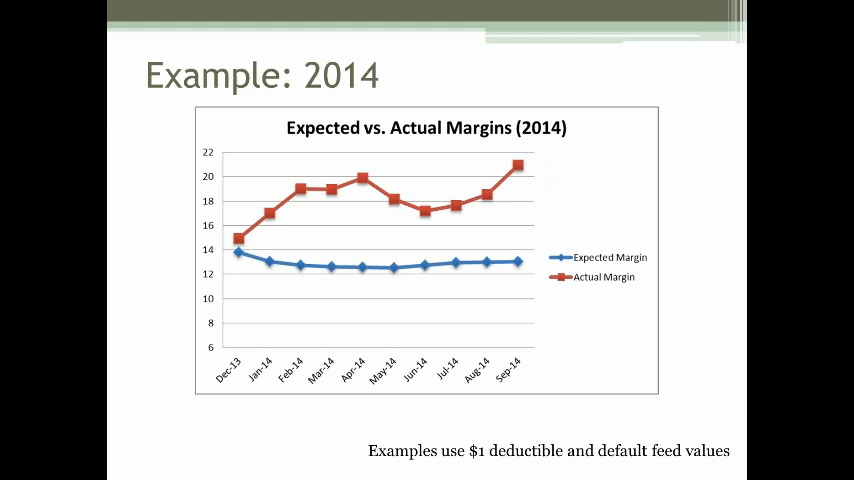 Example: 2014
Expected vs. Actual Margins (2014)
22
20
18
16
14
12
10
8
6
Dec-13
Jan-14
Feb-14
Mar-14
Apr-14
May-14
Jun-14
Jul-14
Aug-14
Sep-14
Expected Margin
Actual Margin
Examples use $1 deductible and default feed values